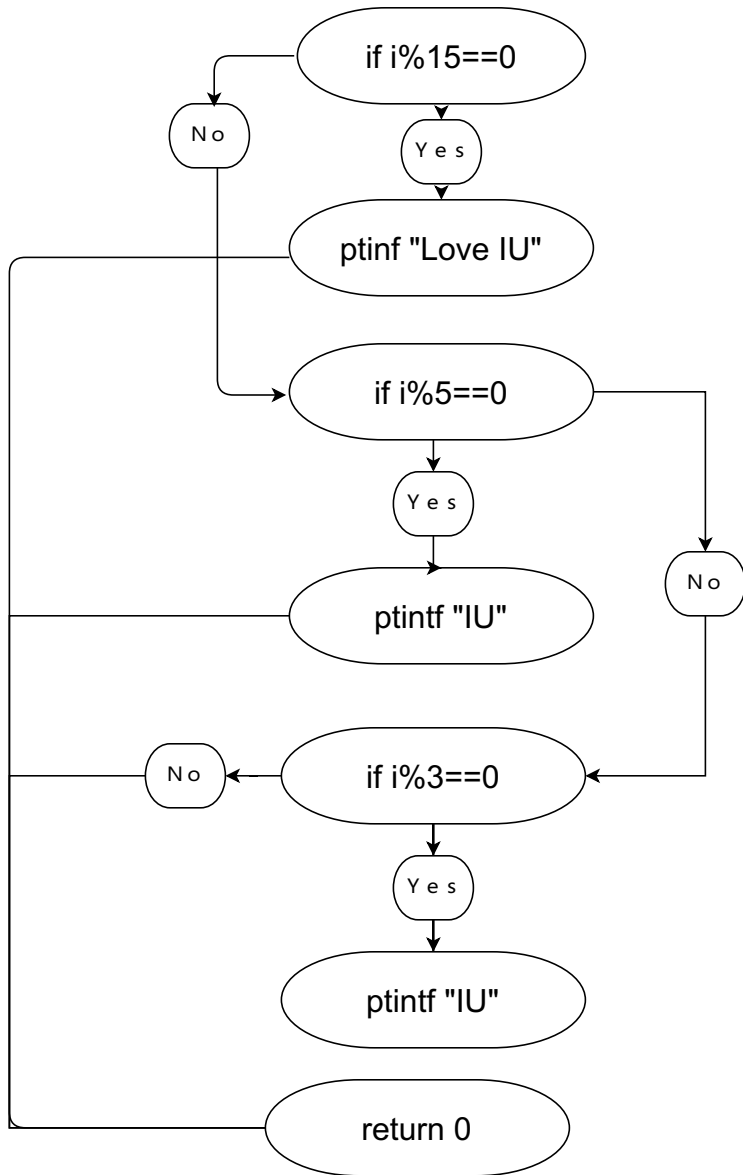 if i%15==0
No
Yes
ptinf "Love IU"
if i%5==0
Yes
No
ptintf "IU"
No
if i%3==0
Yes
ptintf "IU"
return 0